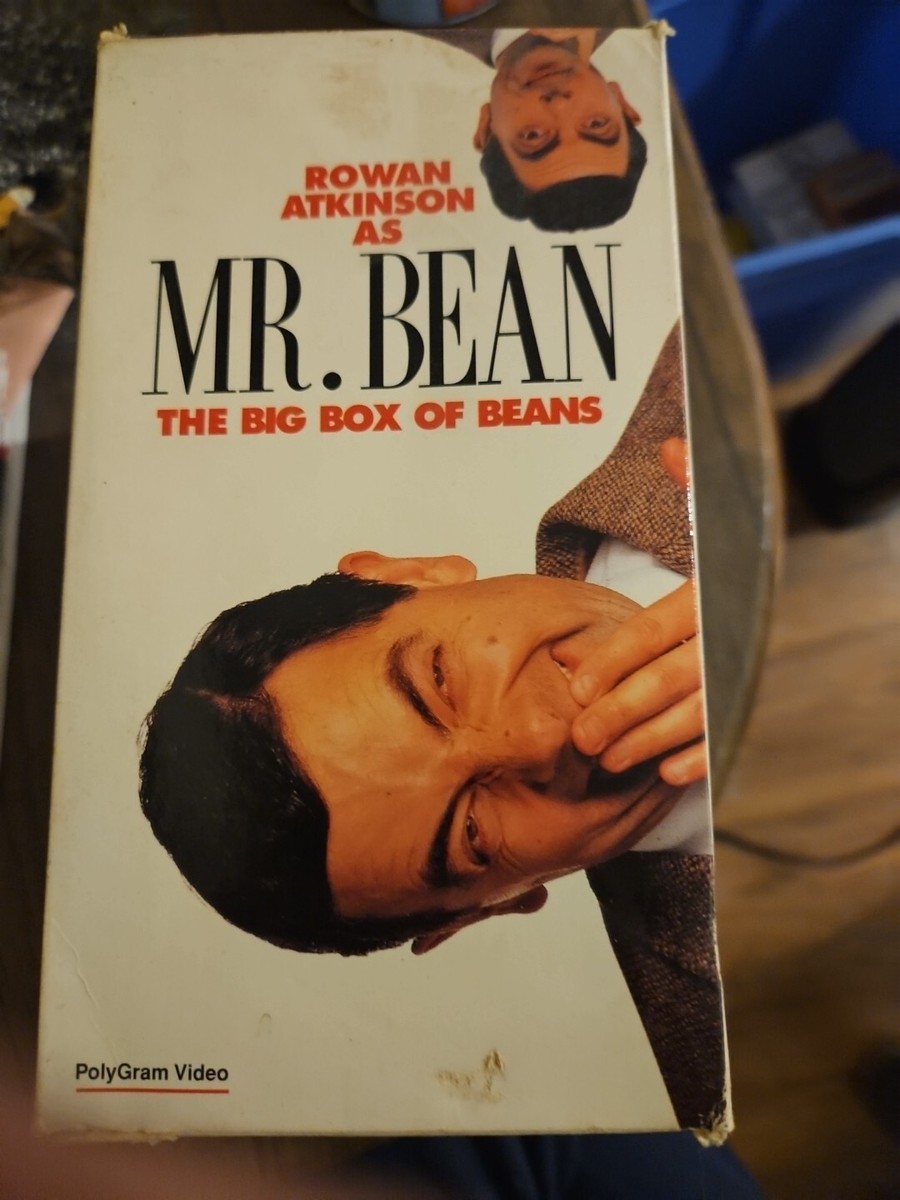 ROWAN
ATKINSON
AS
MR. BEAN
THE BIG BOX OF BEANS
PolyGram Video